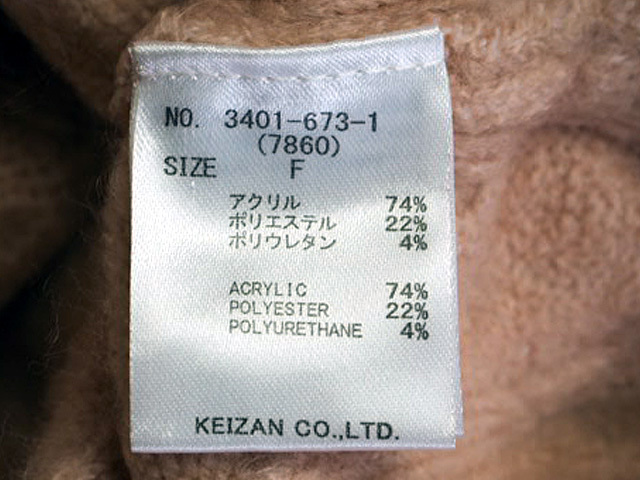 NO. 3401-673-1
(7860)
SIZE F
アクリル 74%
ポリエステル 22%
ポリウレタン 4%
ACRYLIC 74%
POLYESTER 22%
POLYURETHANE 4%
KEIZAN CO.,LTD.